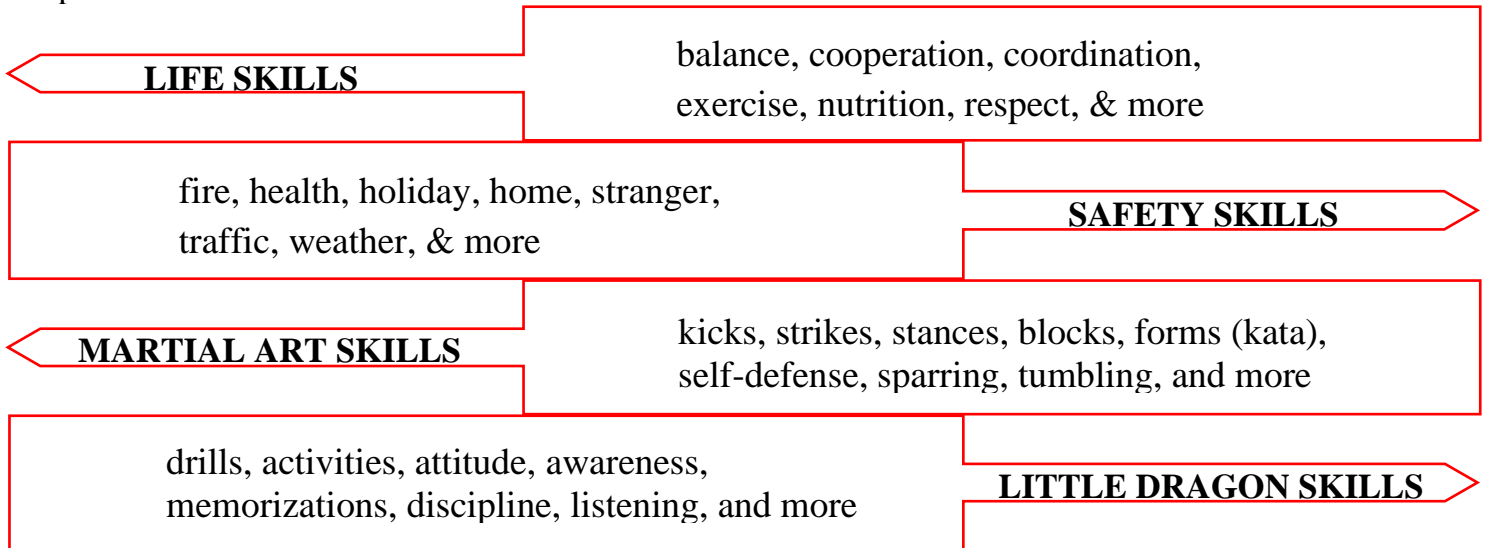 LIFE SKILLS
balance, cooperation, coordination,
exercise, nutrition, respect, & more
fire, health, holiday, home, stranger,
traffic, weather, & more
SAFETY SKILLS
MARTIAL ART SKILLS
kicks, strikes, stances, blocks, forms (kata),
self-defense, sparring, tumbling, and more
drills, activities, attitude, awareness,
memorizations, discipline, listening, and more
LITTLE DRAGON SKILLS